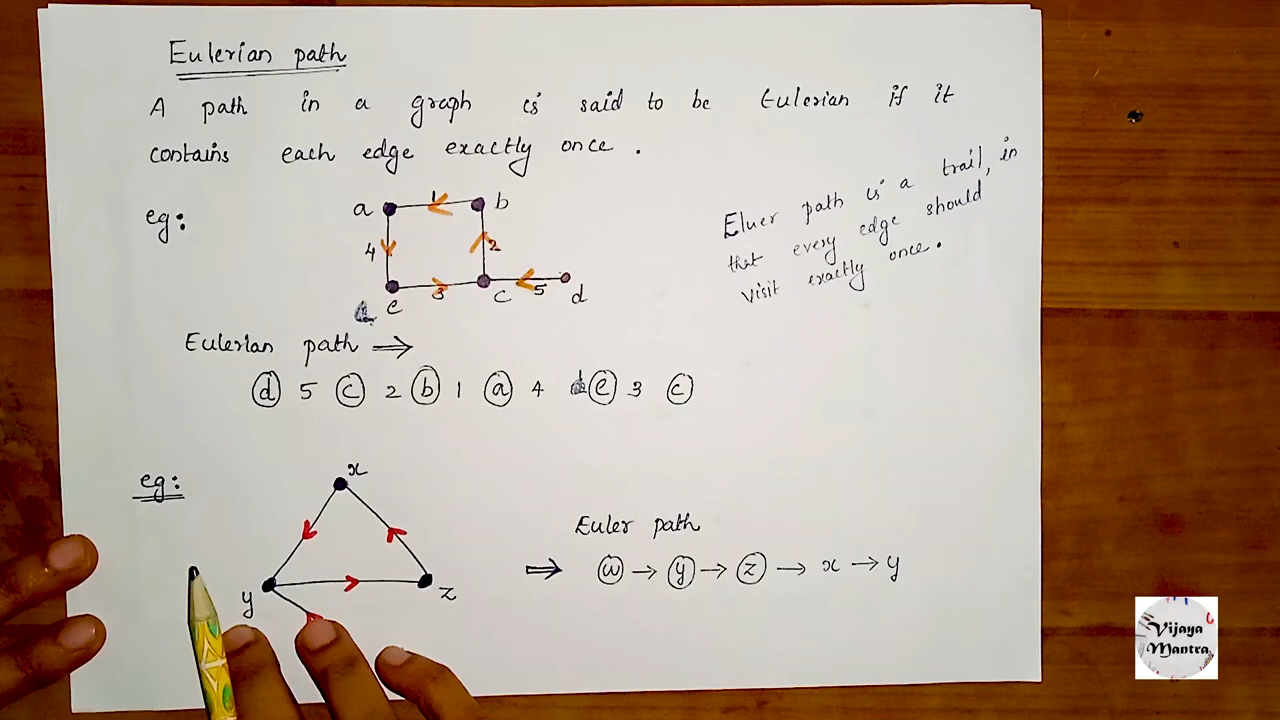 Eulerian path
A path in a graph is said to be Eulerian if it
contains each edge exactly once.
Eluer path is a trail, in
that every edge should
visit exactly once.
eg:
a 1 b
4 2
e 3 c 5 d
Eulerian path ⇒
d 5 c 2 b 1 a 4 e 3 c
eg:
x
y z
Euler path
⇒ w → y → z → x → y
Vijaya
Mantra